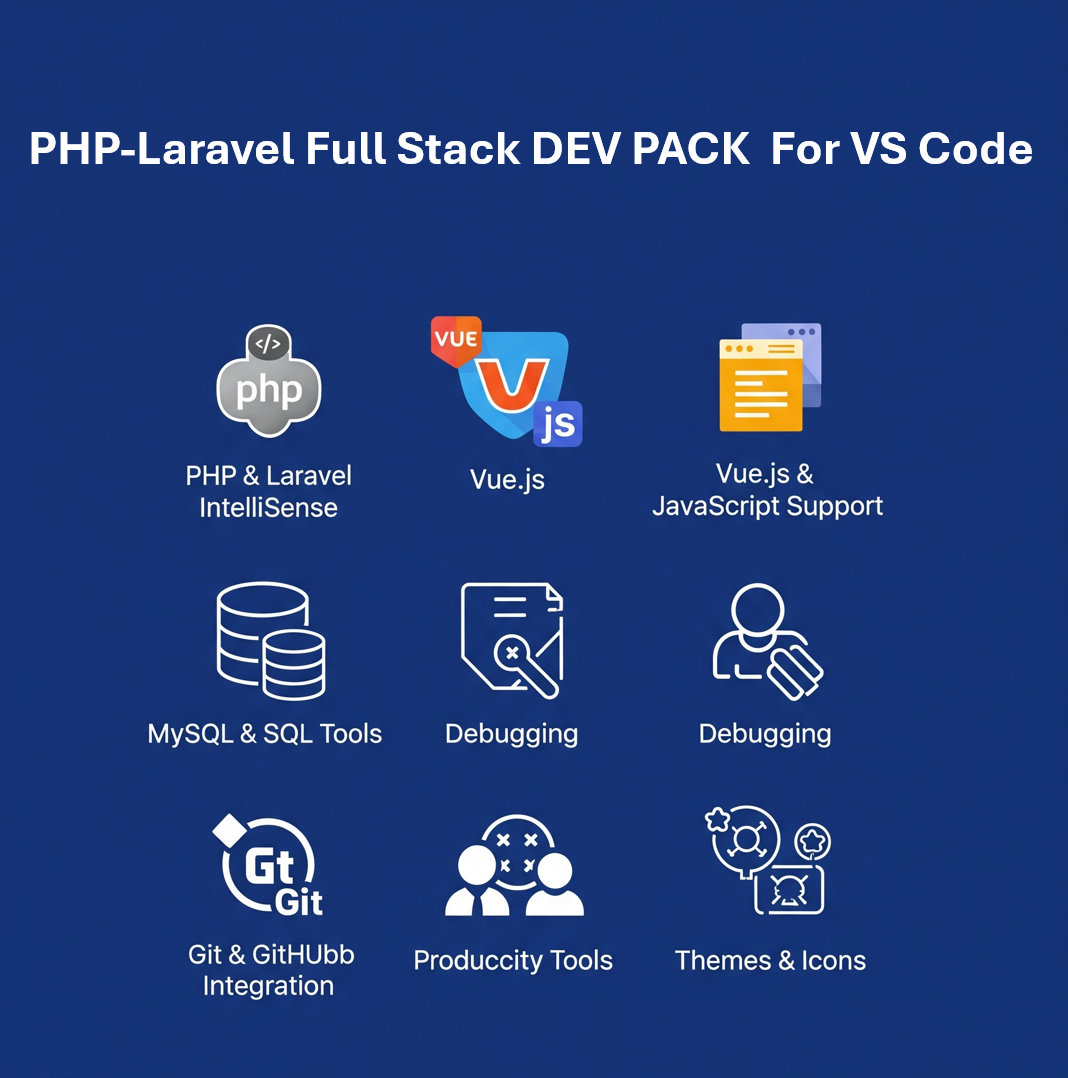 PHP-Laravel Full Stack DEV PACK  For VS Code
</>
php
VUE
V
js
PHP & Laravel
IntelliSense
Vue.js
Vue.js &
JavaScript Support
MySQL & SQL Tools
Debugging
Debugging
Gt
Git
Git & GitHUbb
Integration
Produccity Tools
Themes & Icons